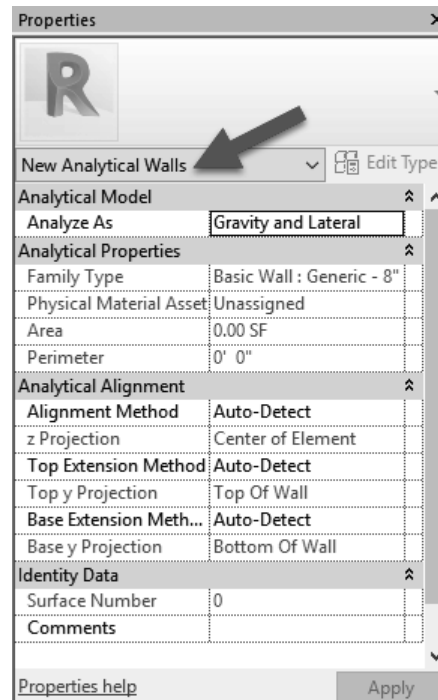 Properties
R
New Analytical Walls Edit Type
Analytical Model
Analyze As Gravity and Lateral
Analytical Properties
Family Type Basic Wall : Generic - 8"
Physical Material Asset Unassigned
Area 0.00 SF
Perimeter 0' 0"
Analytical Alignment
Alignment Method Auto-Detect
z Projection Center of Element
Top Extension Method Auto-Detect
Top y Projection Top Of Wall
Base Extension Meth... Auto-Detect
Base y Projection Bottom Of Wall
Identity Data
Surface Number 0
Comments
Properties help Apply